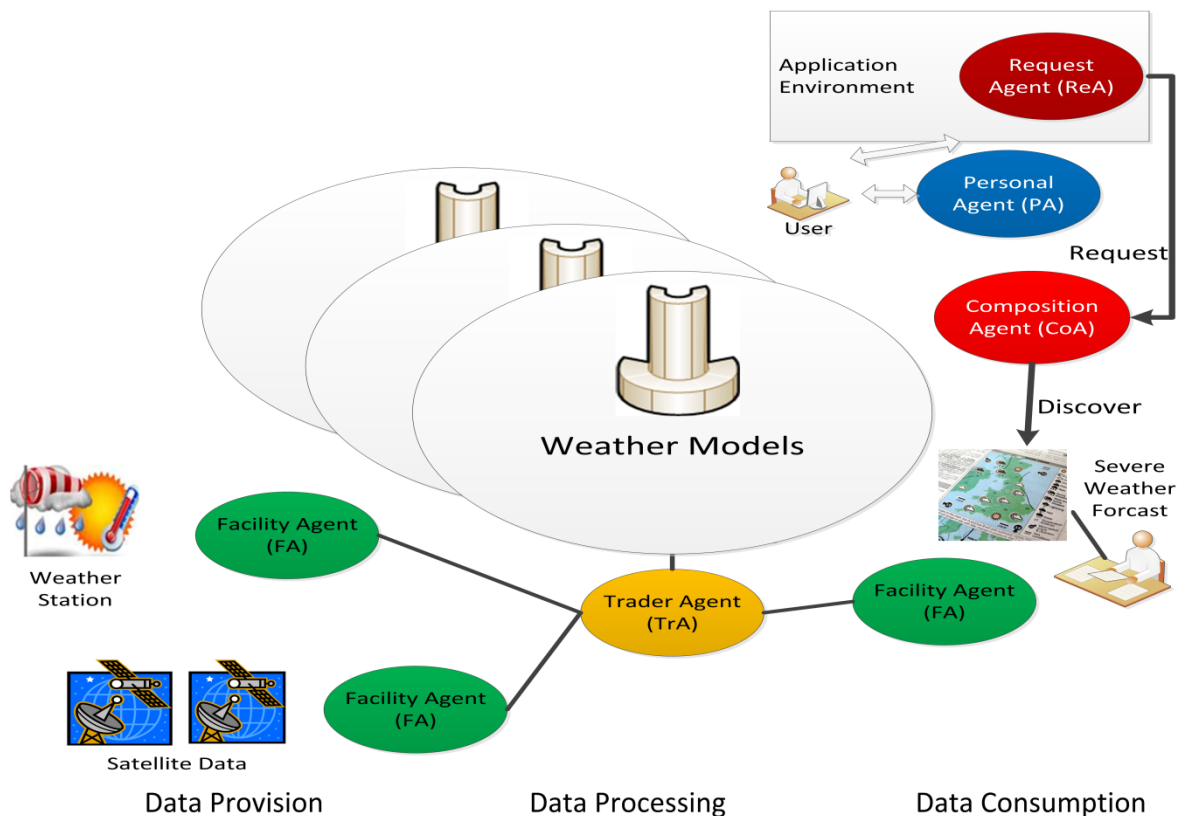 Application
Environment
Request
Agent (ReA)
Personal
Agent (PA)
User
Request
Composition
Agent (CoA)
Discover
Weather Models
Severe
Weather
Forcast
Weather
Station
Facility Agent
(FA)
Trader Agent
(TrA)
Facility Agent
(FA)
Facility Agent
(FA)
Satellite Data
Data Provision
Data Processing
Data Consumption